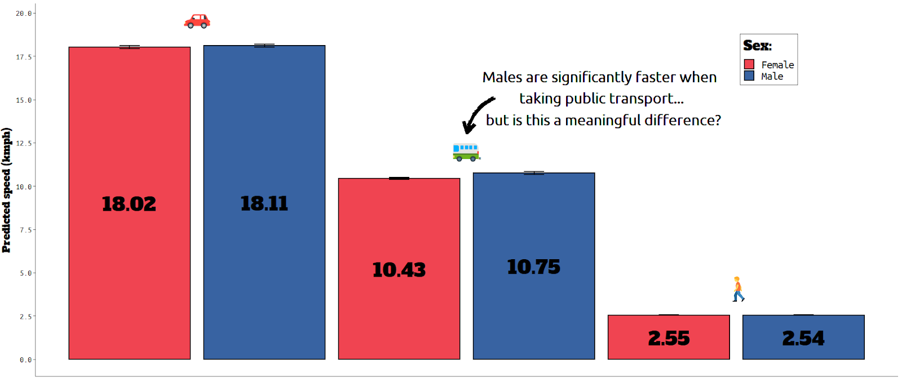 20.0
17.5
15.0
12.5
10.0
7.5
5.0
2.5
0.0
Predicted speed (kmph)
Sex:
Female
Male
Males are significantly faster when
taking public transport...
but is this a meaningful difference?
18.02
18.11
10.43
10.75
2.55
2.54